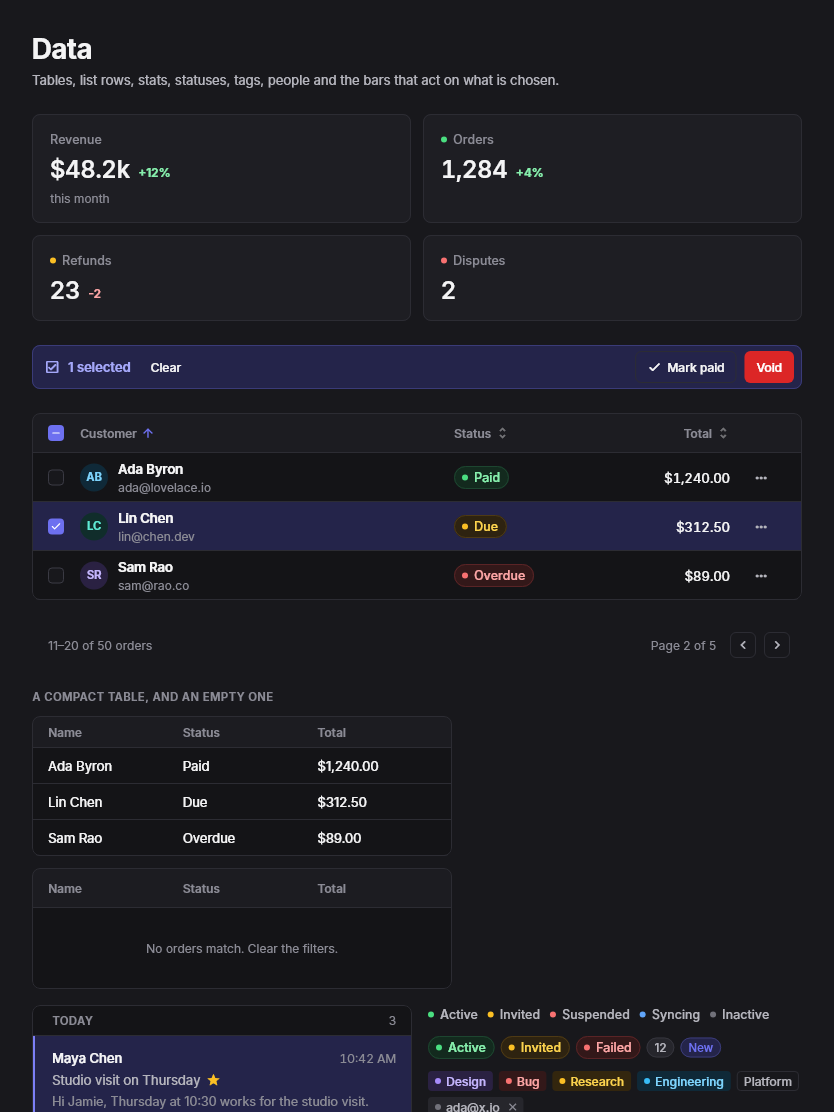 Data
Tables, list rows, stats, statuses, tags, people and the bars that act on what is chosen.
Revenue
$48.2k +12%
this month
Orders
1,284 +4%
Refunds
23 -2
Disputes
2
1 selected Clear Mark paid Void
Customer Status Total
AB Ada Byron Paid $1,240.00
ada@lovelace.io
LC Lin Chen Due $312.50
lin@chen.dev
SR Sam Rao Overdue $89.00
sam@rao.co
11–20 of 50 orders Page 2 of 5
A COMPACT TABLE, AND AN EMPTY ONE
Name Status Total
Ada Byron Paid $1,240.00
Lin Chen Due $312.50
Sam Rao Overdue $89.00
Name Status Total
No orders match. Clear the filters.
TODAY 3
Maya Chen 10:42 AM
Studio visit on Thursday
Hi Jamie, Thursday at 10:30 works for the studio visit.
Active Invited Suspended Syncing Inactive
Active Invited Failed 12 New
Design Bug Research Engineering Platform
ada@x.io